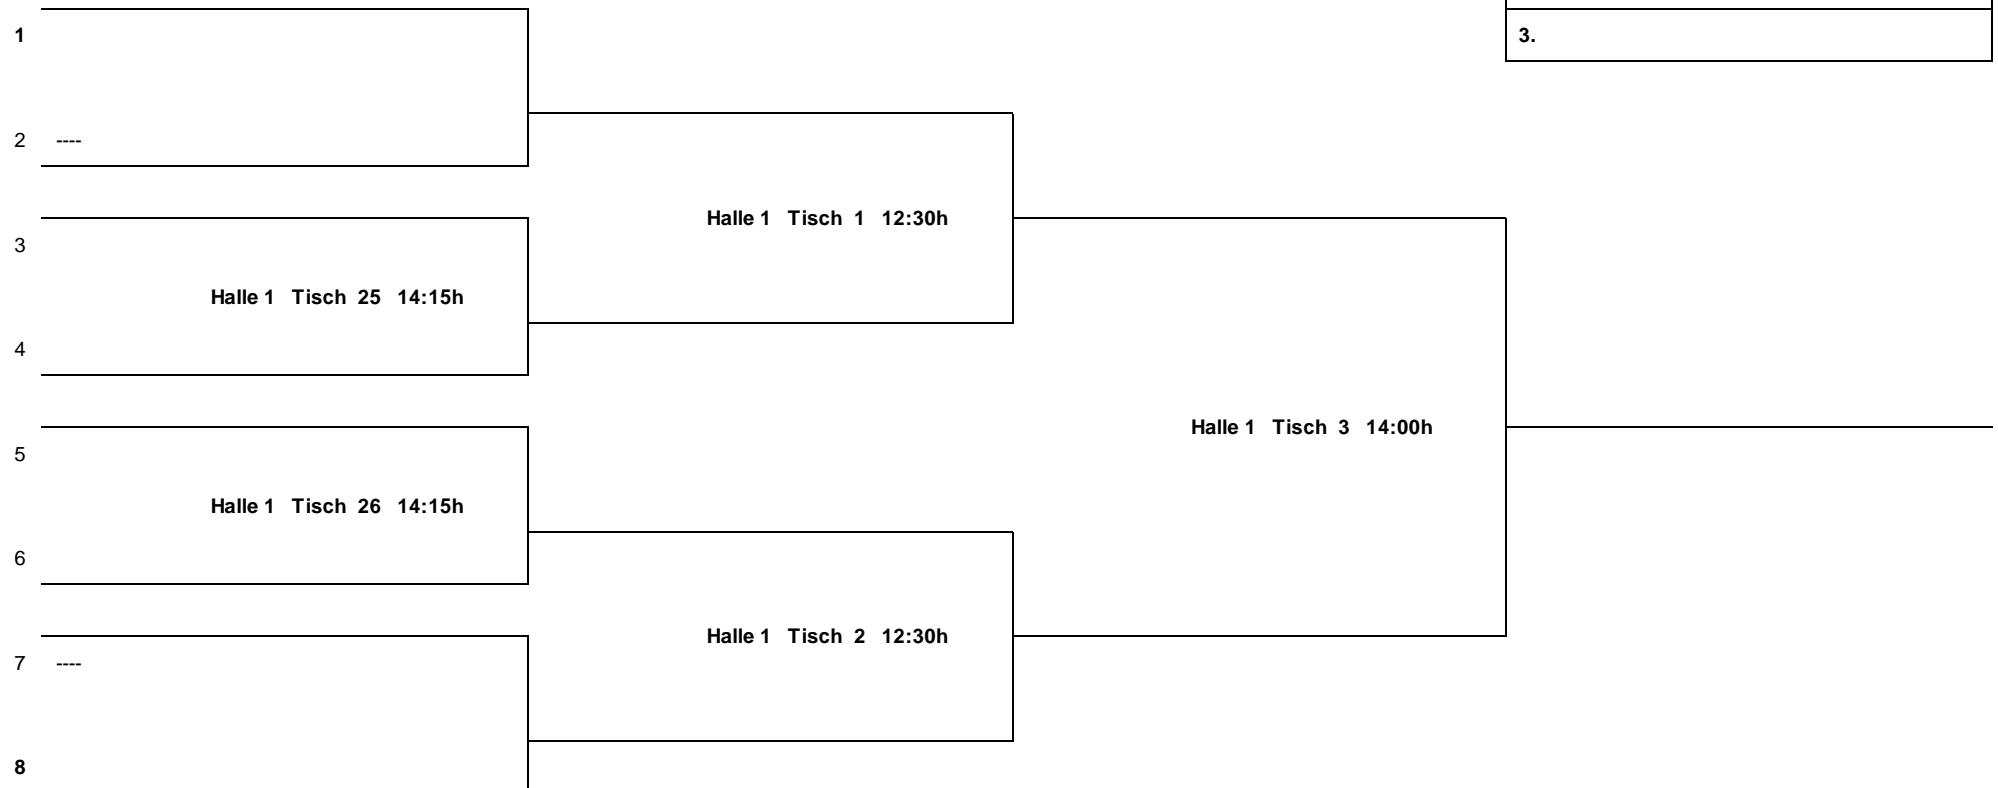 1
3.
2 ----
3
Halle 1 Tisch 1 12:30h
Halle 1 Tisch 25 14:15h
4
5
Halle 1 Tisch 3 14:00h
Halle 1 Tisch 26 14:15h
6
7 ----
Halle 1 Tisch 2 12:30h
8